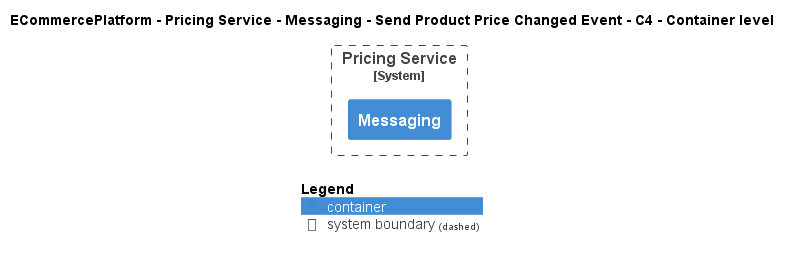 ECommercePlatform - Pricing Service - Messaging - Send Product Price Changed Event - C4 - Container level
Pricing Service
[System]
Messaging
Legend
container
system boundary (dashed)